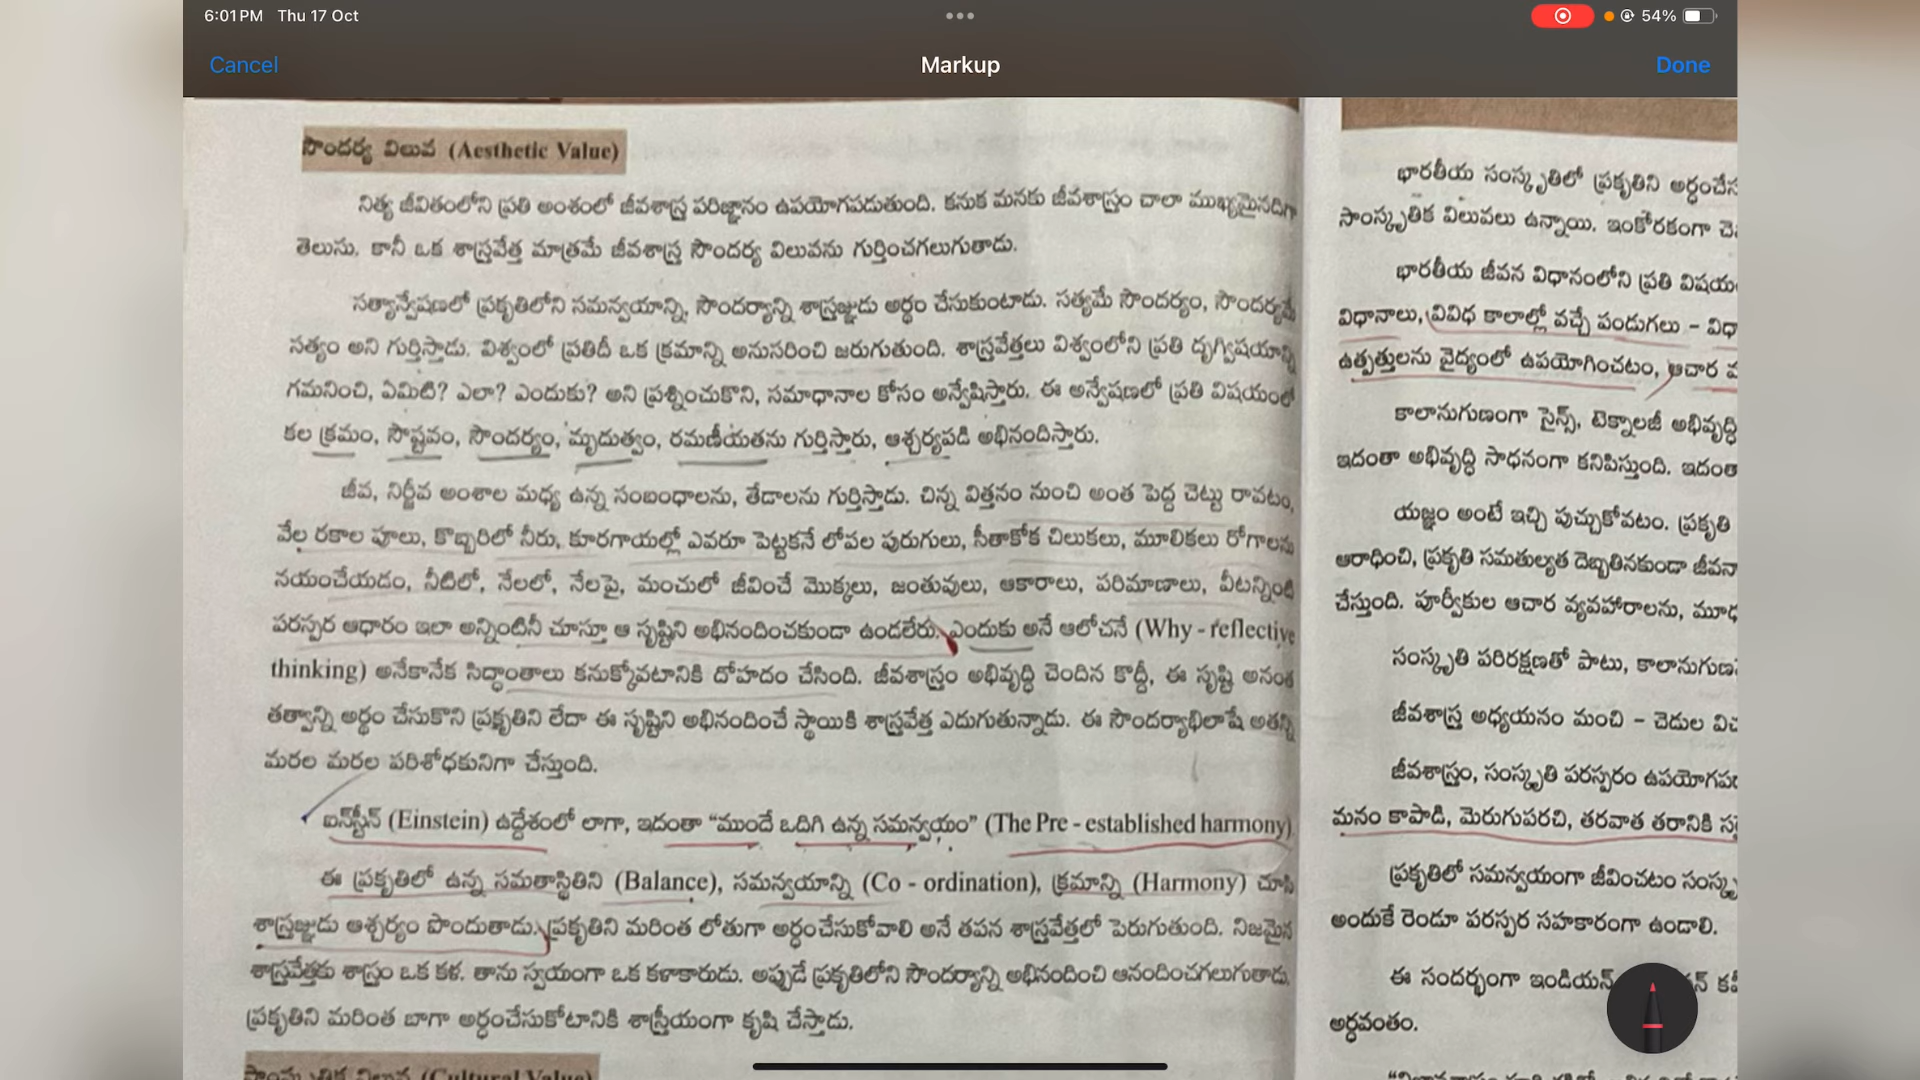 6:01 PM Thu 17 Oct
54%
Cancel
Markup
Done
సౌందర్య విలువ (Aesthetic Value)
నిత్య జీవితంలోని ప్రతి అంశంలో జీవశాస్త్ర పరిజ్ఞానం ఉపయోగపడుతుంది. కనుక మనకు జీవశాస్త్రం చాలా ముఖ్యమైనదిగా
తెలుసు. కానీ ఒక శాస్త్రవేత్త మాత్రమే జీవశాస్త్ర సౌందర్య విలువను గుర్తించగలుగుతాడు.
సత్యాన్వేషణలో ప్రకృతిలోని సమన్వయాన్ని, సౌందర్యాన్ని శాస్త్రజ్ఞుడు అర్థం చేసుకుంటాడు. సత్యమే సౌందర్యం, సౌందర్యమే
సత్యం అని గుర్తిస్తాడు. విశ్వంలో ప్రతిదీ ఒక క్రమాన్ని అనుసరించి జరుగుతుంది. శాస్త్రవేత్తలు విశ్వంలోని ప్రతి దృగ్విషయాన్ని
గమనించి, ఏమిటి? ఎలా? ఎందుకు? అని ప్రశ్నించుకొని, సమాధానాల కోసం అన్వేషిస్తారు. ఈ అన్వేషణలో ప్రతి విషయంలో
కల క్రమం, సౌష్టవం, సౌందర్యం, మృదుత్వం, రమణీయతను గుర్తిస్తారు, ఆశ్చర్యపడి అభినందిస్తారు.
జీవ, నిర్జీవ అంశాల మధ్య ఉన్న సంబంధాలను, తేడాలను గుర్తిస్తాడు. చిన్న విత్తనం నుంచి అంత పెద్ద చెట్టు రావటం,
వేల రకాల పూలు, కొబ్బరిలో నీరు, కూరగాయల్లో ఎవరూ పెట్టకనే లోపల పురుగులు, సీతాకోక చిలుకలు, మూలికలు రోగాలను
నయంచేయడం, నీటిలో, నేలలో, నేలపై, మంచులో జీవించే మొక్కలు, జంతువులు, ఆకారాలు, పరిమాణాలు, వీటన్నింటి
పరస్పర ఆధారం ఇలా అన్నింటినీ చూస్తూ ఆ సృష్టిని అభినందించకుండా ఉండలేరు. ఎందుకు అనే ఆలోచనే (Why - reflective
thinking) అనేకానేక సిద్ధాంతాలు కనుక్కోవటానికి దోహదం చేసింది. జీవశాస్త్రం అభివృద్ధి చెందిన కొద్దీ, ఈ సృష్టి అనంత
తత్వాన్ని అర్థం చేసుకొని ప్రకృతిని లేదా ఈ సృష్టిని అభినందించే స్థాయికి శాస్త్రవేత్త ఎదుగుతున్నాడు. ఈ సౌందర్యాభిలాషే అతన్ని
మరల మరల పరిశోధకునిగా చేస్తుంది.
ఐన్‌స్టీన్ (Einstein) ఉద్దేశంలో లాగా, ఇదంతా “ముందే ఒదిగి ఉన్న సమన్వయం” (The Pre - established harmony)
ఈ ప్రకృతిలో ఉన్న సమతాస్థితిని (Balance), సమన్వయాన్ని (Co - ordination), క్రమాన్ని (Harmony) చూసి
శాస్త్రజ్ఞుడు ఆశ్చర్యం పొందుతాడు. ప్రకృతిని మరింత లోతుగా అర్థంచేసుకోవాలి అనే తపన శాస్త్రవేత్తలో పెరుగుతుంది. నిజమైన
శాస్త్రవేత్తకు శాస్త్రం ఒక కళ. తాను స్వయంగా ఒక కళాకారుడు. అప్పుడే ప్రకృతిలోని సౌందర్యాన్ని అభినందించి ఆనందించగలుగుతాడు.
ప్రకృతిని మరింత బాగా అర్థంచేసుకోటానికి శాస్త్రీయంగా కృషి చేస్తాడు.
సాంస్కృతిక విలువ (Cultural Value)
భారతీయ సంస్కృతిలో ప్రకృతిని
సాంస్కృతిక విలువలు ఉన్నాయి. ఇంకోరకంగా
భారతీయ జీవన విధానంలోని ప్రతి
విధానాలు, వివిధ కాలాల్లో వచ్చే పండుగలు –
ఉత్పత్తులను వైద్యంలో ఉపయోగించటం, ఆచార
కాలానుగుణంగా సైన్స్, టెక్నాలజీ అభివృద్ధి
ఇదంతా అభివృద్ధి సాధనంగా కనిపిస్తుంది.
యజ్ఞం అంటే ఇచ్చి పుచ్చుకోవటం. ప్రకృతి
ఆరాధించి, ప్రకృతి సమతుల్యత దెబ్బతినకుండా
చేస్తుంది. పూర్వీకుల ఆచార వ్యవహారాలను,
సంస్కృతి పరిరక్షణతో పాటు,
జీవశాస్త్ర అధ్యయనం మంచి – చెడుల
జీవశాస్త్రం, సంస్కృతి పరస్పరం
మనం కాపాడి, మెరుగుపరచి, తరవాత తరానికి
ప్రకృతిలో సమన్వయంగా జీవించటం
అందుకే రెండూ పరస్పర సహకారంగా ఉండాలి.
ఈ సందర్భంగా
అర్థవంతం.